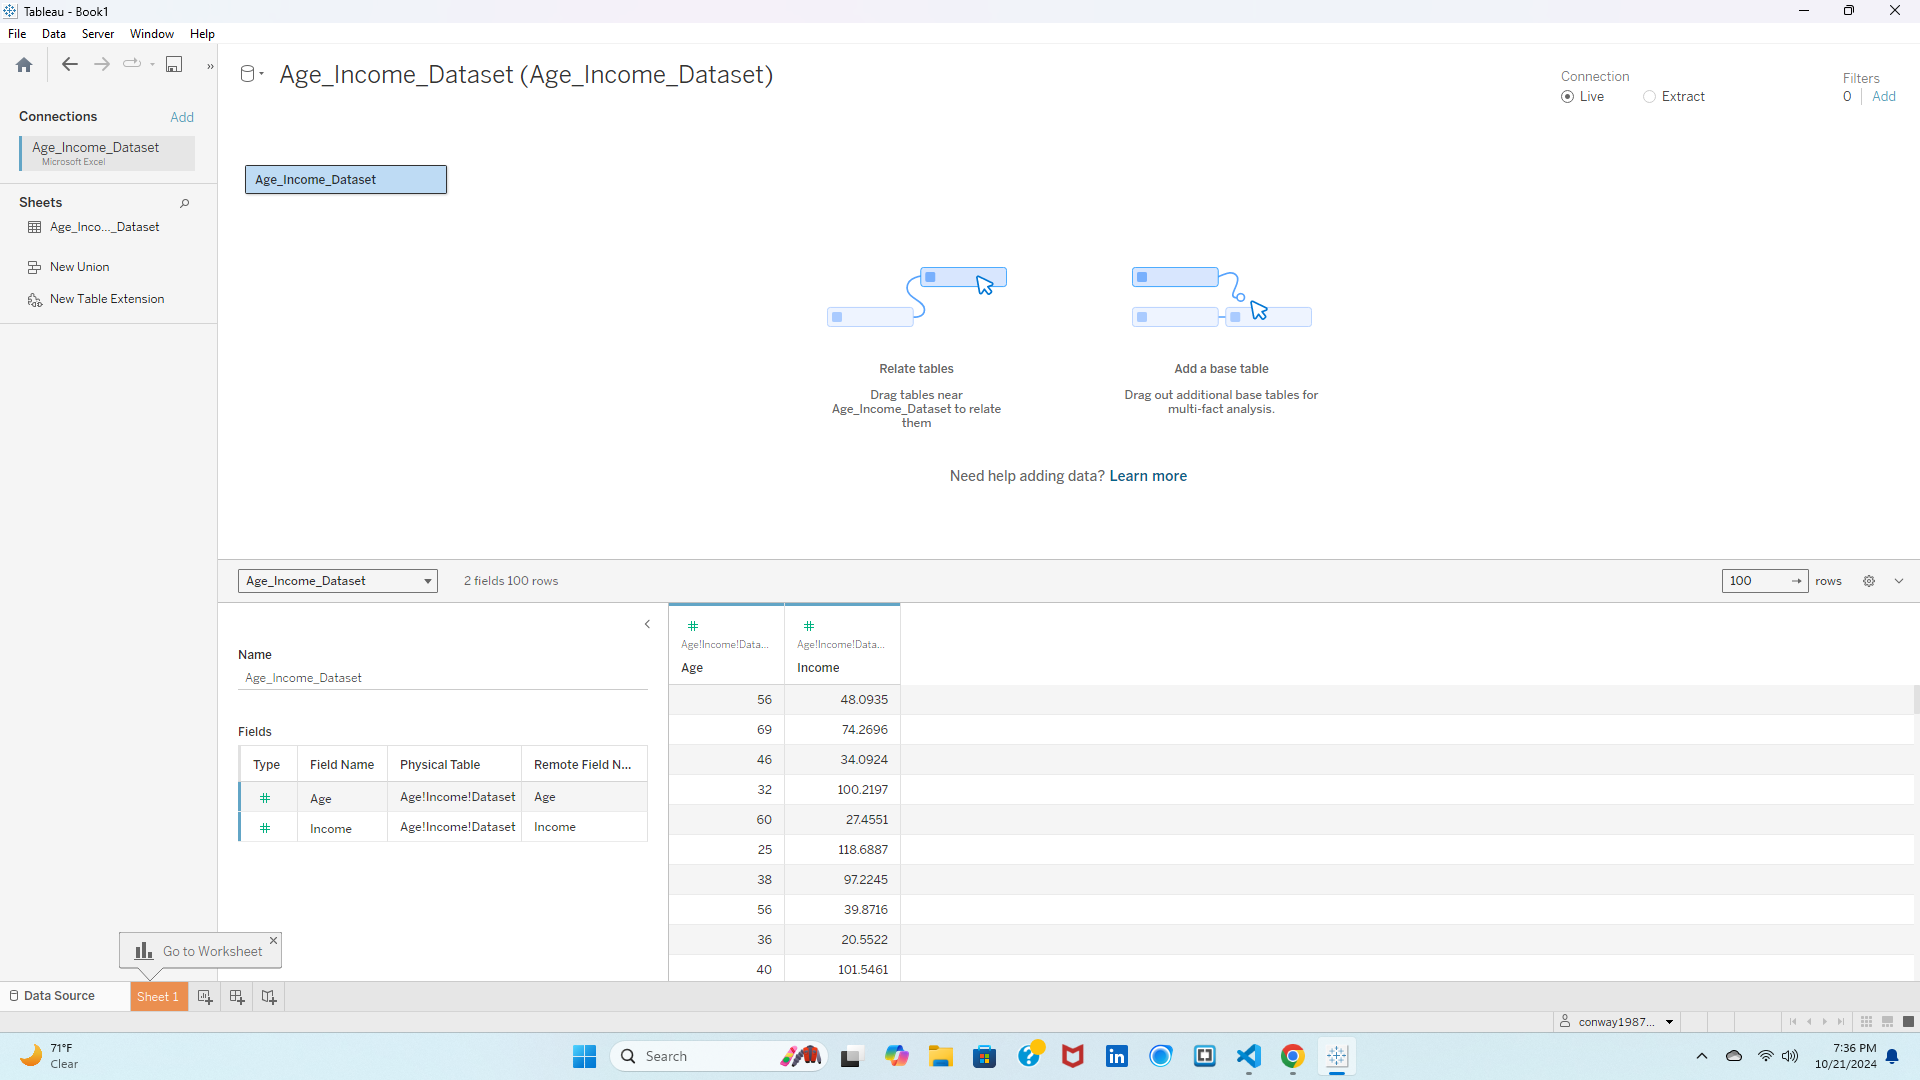 Tableau - Book1
File Data Server Window Help
»
Age_Income_Dataset (Age_Income_Dataset)
Connection
Live Extract
Filters
0 Add
Connections Add
Age_Income_Dataset
Microsoft Excel
Sheets
Age_Inco..._Dataset
New Union
New Table Extension
Age_Income_Dataset
Relate tables
Drag tables near
Age_Income_Dataset to relate
them
Add a base table
Drag out additional base tables for
multi-fact analysis.
Need help adding data? Learn more
Age_Income_Dataset 2 fields 100 rows 100 rows
Name
Age_Income_Dataset
Fields
Type Field Name Physical Table Remote Field N...
Age Age!Income!Dataset Age
Income Age!Income!Dataset Income
Age!Income!Data... Age!Income!Data...
Age Income
56 48.0935
69 74.2696
46 34.0924
32 100.2197
60 27.4551
25 118.6887
38 97.2245
56 39.8716
36 20.5522
40 101.5461
Go to Worksheet
Data Source Sheet 1
conway1987...
71°F
Clear
Search
7:36 PM
10/21/2024